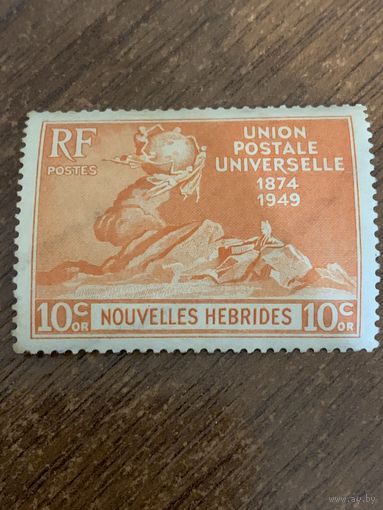 RF
POSTES
UNION
POSTALE
UNIVERSELLE
1874
1949
10c OR NOUVELLES HEBRIDES 10c OR
www.ay.by